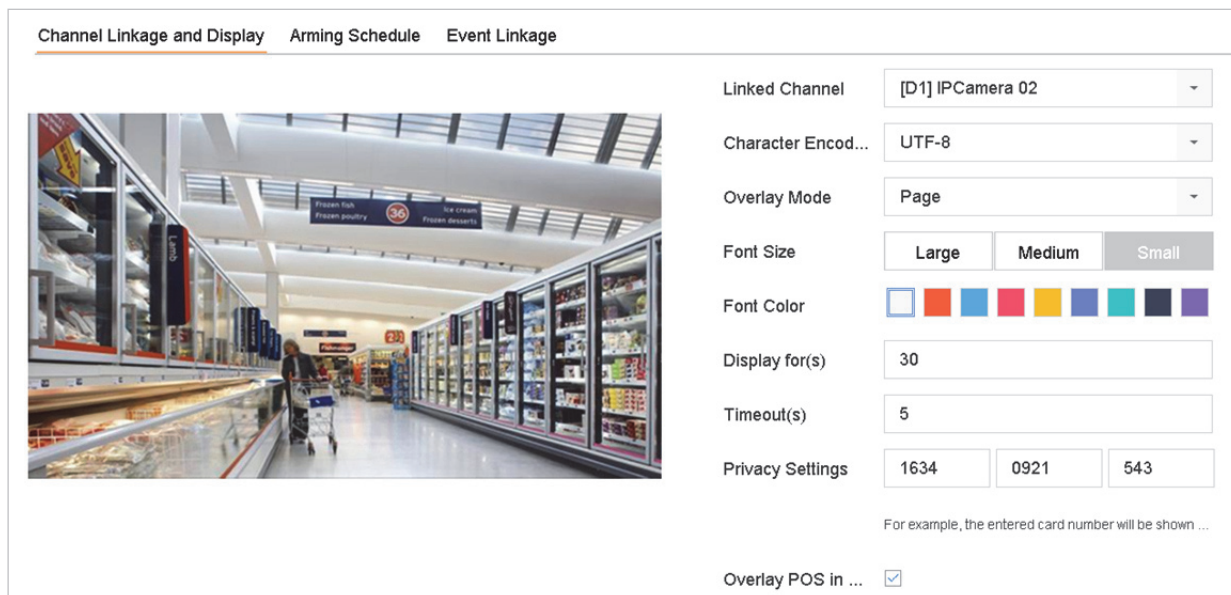 Channel Linkage and Display
Arming Schedule
Event Linkage
Linked Channel
[D1] IPCamera 02
Character Encod...
UTF-8
Overlay Mode
Page
Font Size
Large
Medium
Small
Font Color
Display for(s)
30
Timeout(s)
5
Privacy Settings
1634
0921
543
For example, the entered card number will be shown ...
Overlay POS in ...
SAVE
Lamb
Frozen fish
Frozen poultry
36
Ice cream
Frozen desserts